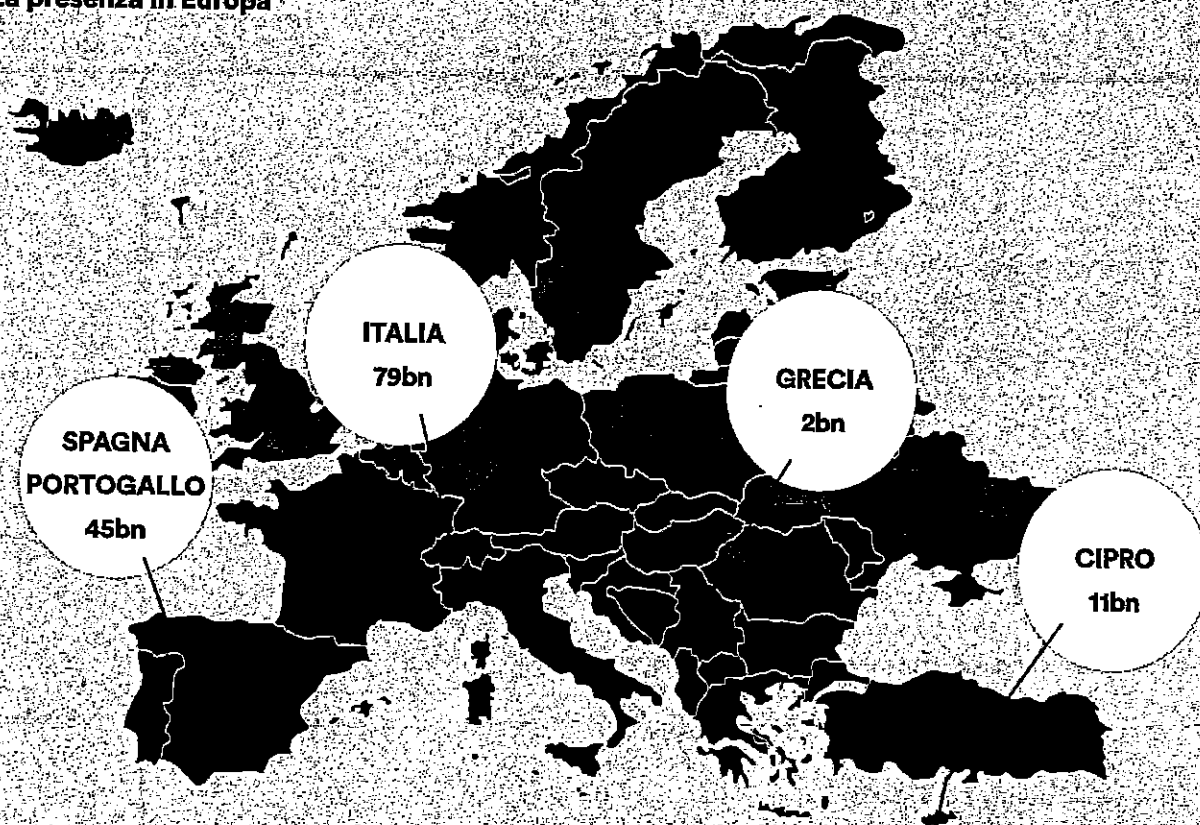 presenza in Europa
ITALIA
79bn
GRECIA
2bn
SPAGNA
PORTOGALLO
45bn
CIPRO
11bn